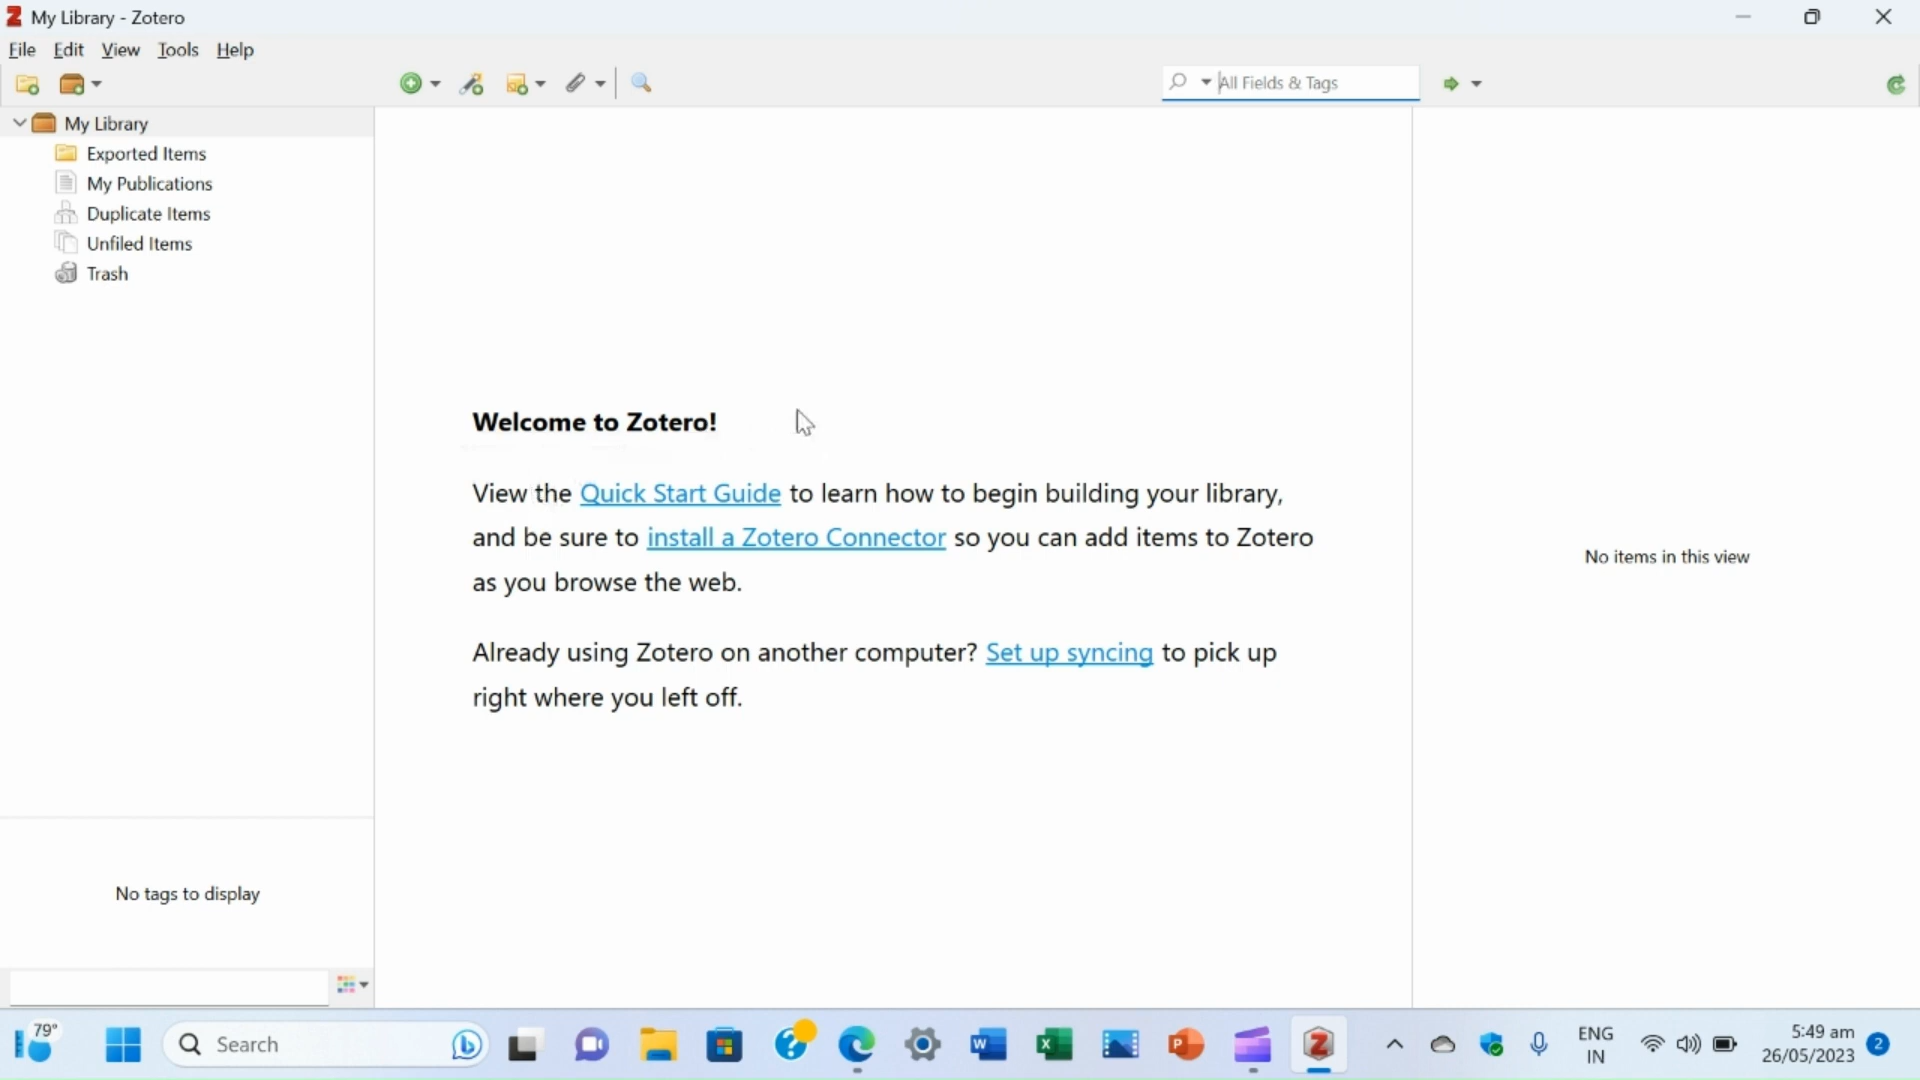 My Library - Zotero
File Edit View Tools Help
All Fields & Tags
My Library
Exported Items
My Publications
Duplicate Items
Unfiled Items
Trash
Welcome to Zotero!
View the Quick Start Guide to learn how to begin building your library,
and be sure to install a Zotero Connector so you can add items to Zotero
as you browse the web.
Already using Zotero on another computer? Set up syncing to pick up
right where you left off.
No items in this view
No tags to display
79°
Search
ENG
IN
5:49 am
26/05/2023
2